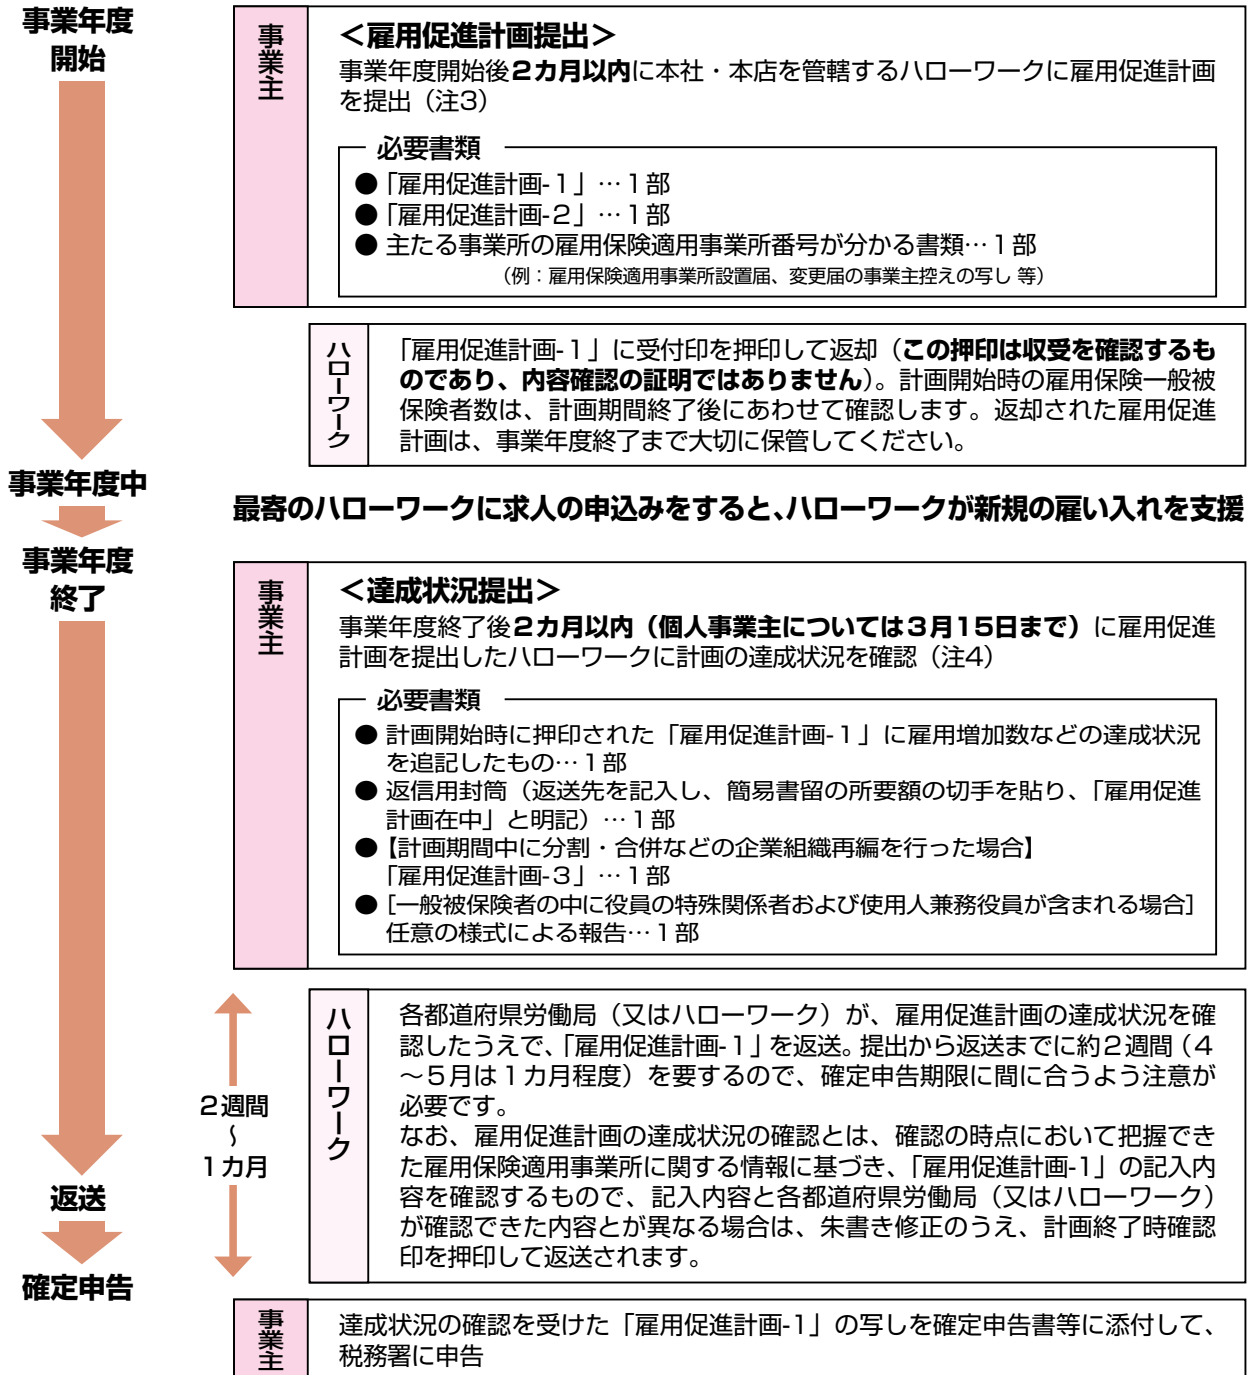 事業年度
開始
事業主
＜雇用促進計画提出＞
事業年度開始後２カ月以内に本社・本店を管轄するハローワークに雇用促進計画
を提出（注3）
必要書類
●「雇用促進計画-１」…１部
●「雇用促進計画-２」…１部
● 主たる事業所の雇用保険適用事業所番号が分かる書類…１部
（例：雇用保険適用事業所設置届、変更届の事業主控えの写し 等）
ハローワーク
「雇用促進計画-１」に受付印を押印して返却（この押印は収受を確認するも
のであり、内容確認の証明ではありません）。計画開始時の雇用保険一般被
保険者数は、計画期間終了後にあわせて確認します。返却された雇用促進
計画は、事業年度終了まで大切に保管してください。
事業年度中
最寄のハローワークに求人の申込みをすると、ハローワークが新規の雇い入れを支援
事業年度
終了
事業主
＜達成状況提出＞
事業年度終了後２カ月以内（個人事業主については３月15日まで）に雇用促進
計画を提出したハローワークに計画の達成状況を確認（注4）
必要書類
● 計画開始時に押印された「雇用促進計画-１」に雇用増加数などの達成状況
を追記したもの…１部
● 返信用封筒（返送先を記入し、簡易書留の所要額の切手を貼り、「雇用促進
計画在中」と明記）…１部
●【計画期間中に分割・合併などの企業組織再編を行った場合】
「雇用促進計画-３」…１部
●［一般被保険者の中に役員の特殊関係者および使用人兼務役員が含まれる場合］
任意の様式による報告…１部
２週間
〜
１カ月
ハローワーク
各都道府県労働局（又はハローワーク）が、雇用促進計画の達成状況を確
認したうえで、「雇用促進計画-１」を返送。提出から返送までに約２週間（４
〜５月は１カ月程度）を要するので、確定申告期限に間に合うよう注意が
必要です。
なお、雇用促進計画の達成状況の確認とは、確認の時点において把握でき
た雇用保険適用事業所に関する情報に基づき、「雇用促進計画-1」の記入内
容を確認するもので、記入内容と各都道府県労働局（又はハローワーク）
が確認できた内容とが異なる場合は、朱書き修正のうえ、計画終了時確認
印を押印して返送されます。
返送
確定申告
事業主
達成状況の確認を受けた「雇用促進計画-1」の写しを確定申告書等に添付して、
税務署に申告